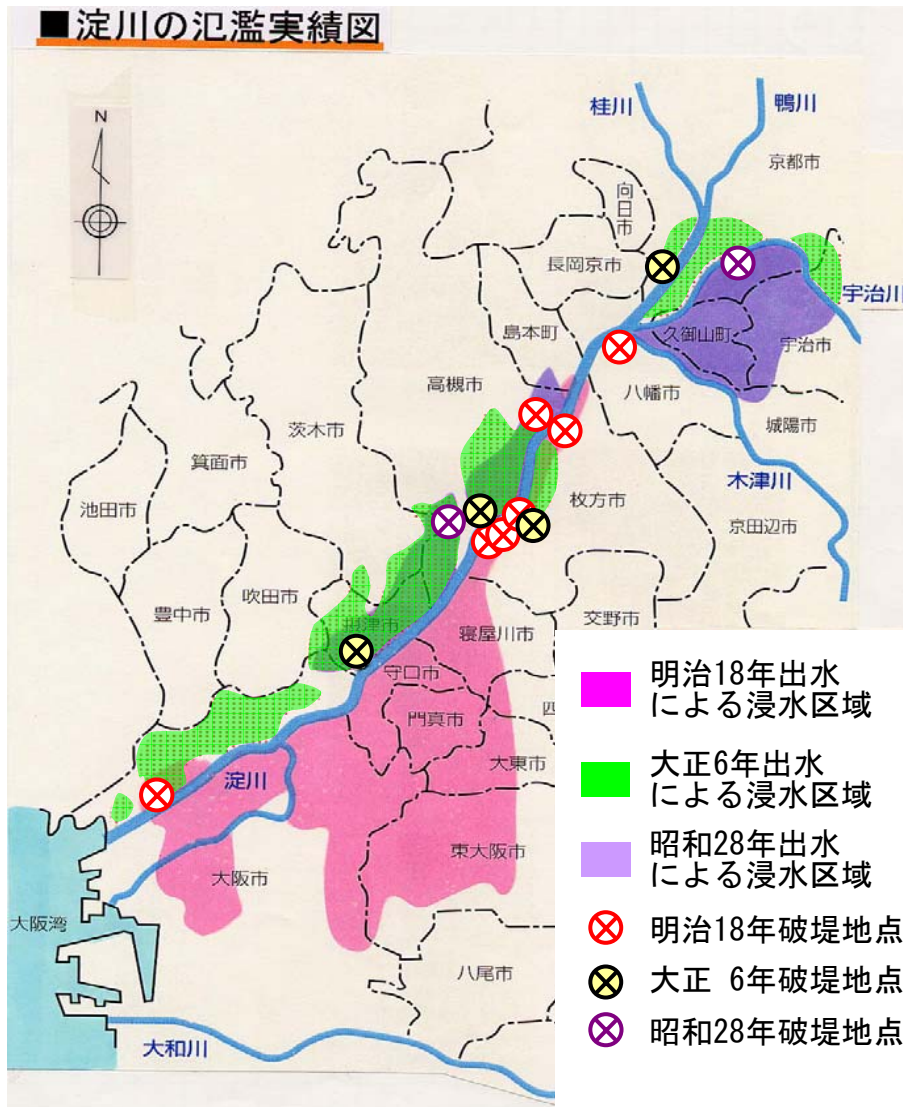 ■淀川の氾濫実績図
N
桂川
鴨川
京都市
向日市
長岡京市
宇治川
島本町
久御山町
宇治市
高槻市
八幡市
茨木市
城陽市
箕面市
木津川
池田市
枚方市
京田辺市
吹田市
豊中市
交野市
摂津市
寝屋川市
守口市
門真市
四
大東市
淀川
東大阪市
大阪市
大阪湾
八尾市
大和川
明治18年出水
による浸水区域
大正6年出水
による浸水区域
昭和28年出水
による浸水区域
明治18年破堤地点
大正 6年破堤地点
昭和28年破堤地点